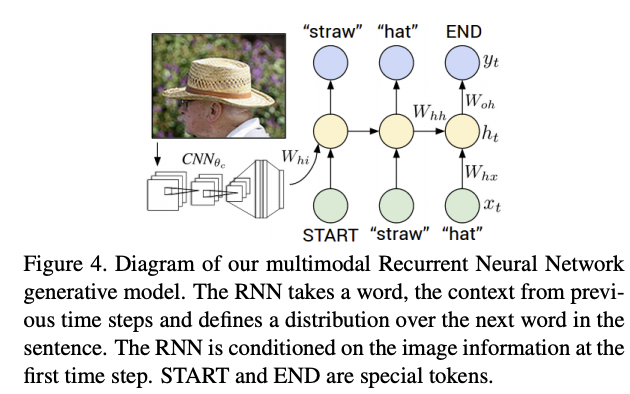 “straw” “hat” END
yₜ
CNN_θc
W_hi
W_hh
W_oh
hₜ
W_hx
xₜ
START “straw” “hat”
Figure 4. Diagram of our multimodal Recurrent Neural Network
generative model. The RNN takes a word, the context from previ-
ous time steps and defines a distribution over the next word in the
sentence. The RNN is conditioned on the image information at the
first time step. START and END are special tokens.